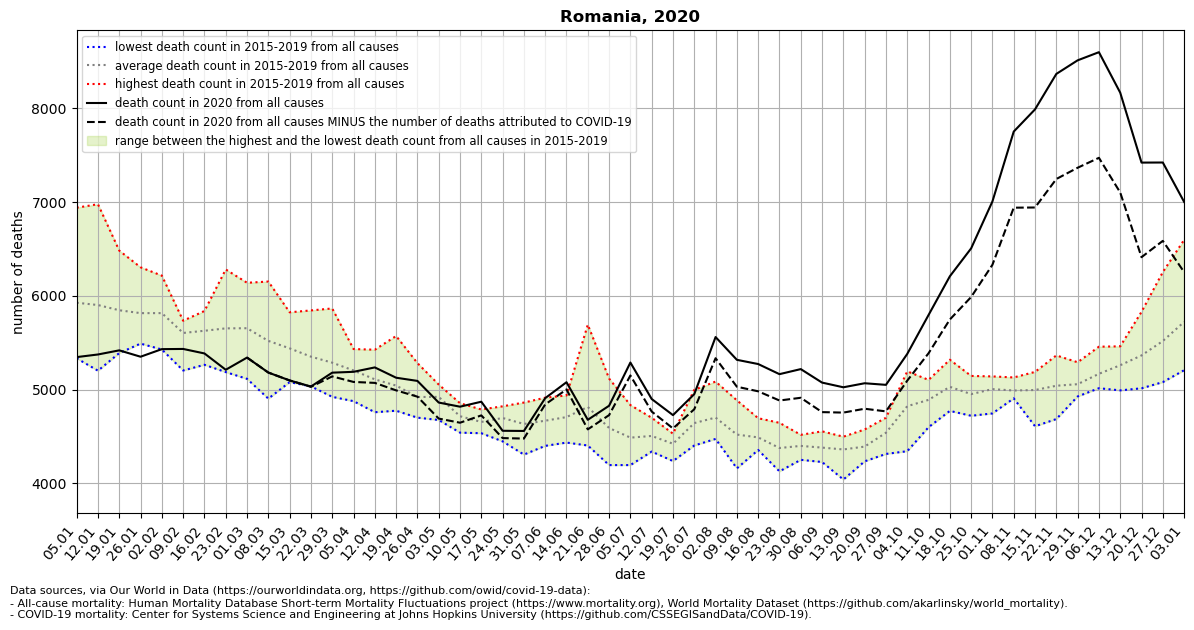 Romania, 2020
lowest death count in 2015-2019 from all causes
average death count in 2015-2019 from all causes
highest death count in 2015-2019 from all causes
death count in 2020 from all causes
death count in 2020 from all causes MINUS the number of deaths attributed to COVID-19
range between the highest and the lowest death count from all causes in 2015-2019
number of deaths
8000
7000
6000
5000
4000
05.01 12.01 19.01 26.01 02.02 09.02 16.02 23.02 01.03 08.03 15.03 22.03 29.03 05.04 12.04 19.04 26.04 03.05 10.05 17.05 24.05 31.05 07.06 14.06 21.06 28.06 05.07 12.07 19.07 26.07 02.08 09.08 16.08 23.08 30.08 06.09 13.09 20.09 27.09 04.10 11.10 18.10 25.10 01.11 08.11 15.11 22.11 29.11 06.12 13.12 20.12 27.12 03.01
date
Data sources, via Our World in Data (https://ourworldindata.org, https://github.com/owid/covid-19-data):
- All-cause mortality: Human Mortality Database Short-term Mortality Fluctuations project (https://www.mortality.org), World Mortality Dataset (https://github.com/akarlinsky/world_mortality).
- COVID-19 mortality: Center for Systems Science and Engineering at Johns Hopkins University (https://github.com/CSSEGISandData/COVID-19).